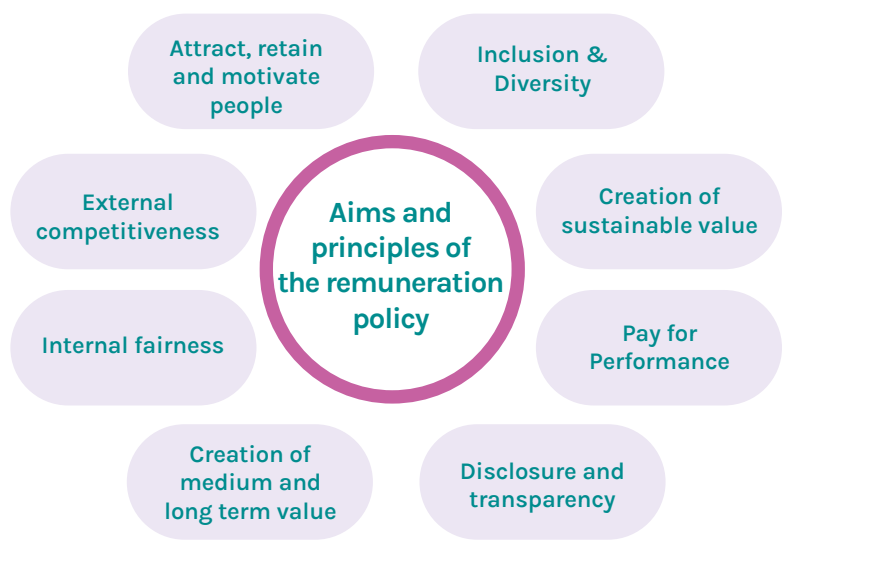 Attract, retain
and motivate
people
Inclusion &
Diversity
External
competitiveness
Aims and
principles of
the remuneration
policy
Creation of
sustainable value
Internal fairness
Pay for
Performance
Creation of
medium and
long term value
Disclosure and
transparency